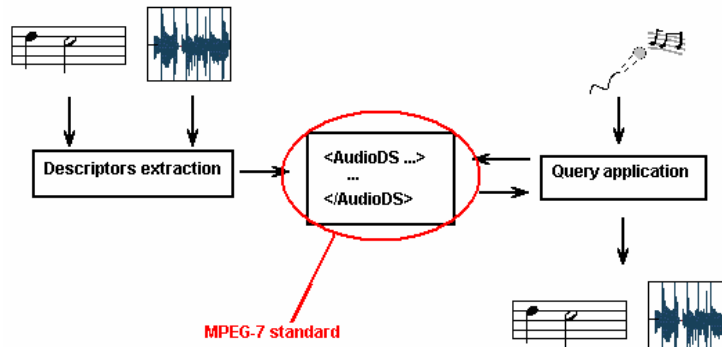 Descriptors extraction
<AudioDS ...>
...
</AudioDS>
Query application
MPEG-7 standard